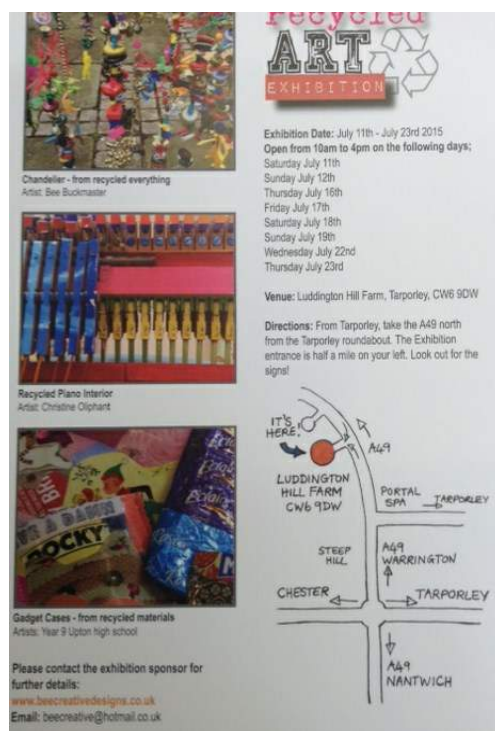 Chandelier - from recycled everything
Artist: Bee Buckmaster
Recycled Piano Interior
Artist: Christine Oliphant
Eclairs
Eclairs
ROCKY
Gadget Cases - from recycled materials
Artists: Year 9 Upton high school
Please contact the exhibition sponsor for
further details:
www.beecreativedesigns.co.uk
Email: beecreative@hotmail.co.uk
recycled
ART
EXHIBITION
Exhibition Date: July 11th - July 23rd 2015
Open from 10am to 4pm on the following days;
Saturday July 11th
Sunday July 12th
Thursday July 16th
Friday July 17th
Saturday July 18th
Sunday July 19th
Wednesday July 22nd
Thursday July 23rd
Venue: Luddington Hill Farm, Tarporley, CW6 9DW
Directions: From Tarporley, take the A49 north
from the Tarporley roundabout. The Exhibition
entrance is half a mile on your left. Look out for the
signs!
IT'S
HERE!
A49
LUDDINGTON
HILL FARM
CW6 9DW
PORTAL
SPA
TARPORLEY
STEEP
HILL
A49
WARRINGTON
CHESTER
TARPORLEY
A49
NANTWICH